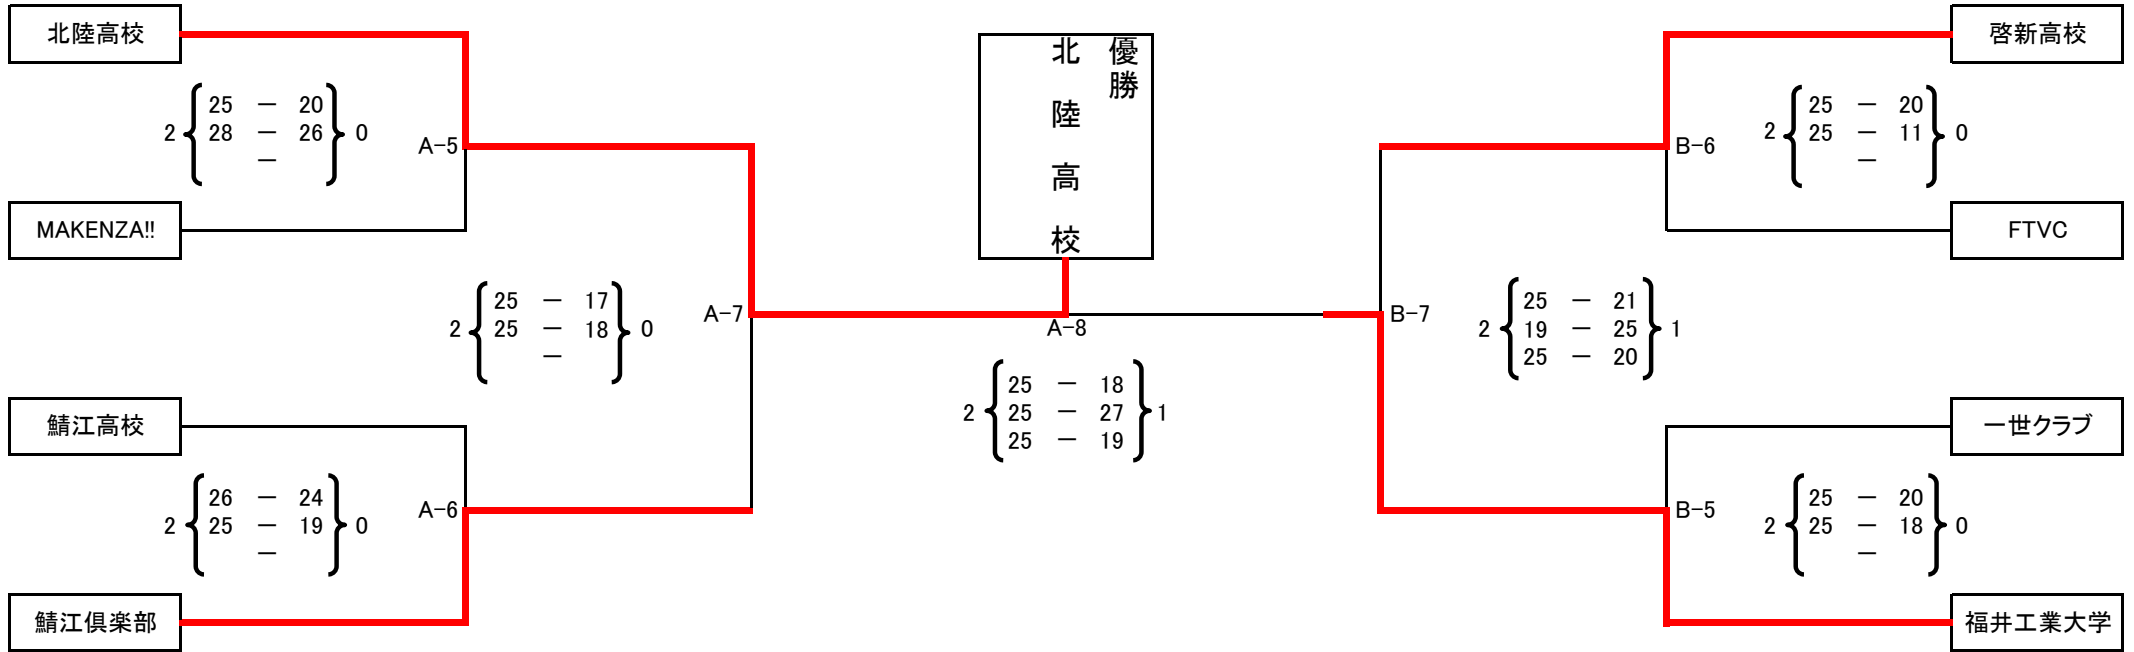 北陸高校
2 { 25 － 20 } 0
28 － 26
－
A-5
MAKENZA!!
2 { 25 － 17 } 0
25 － 18
－
A-7
鯖江高校
2 { 26 － 24 } 0
25 － 19
－
A-6
鯖江倶楽部
優勝
北陸高校
A-8
2 { 25 － 18 } 1
25 － 27
25 － 19
啓新高校
2 { 25 － 20 } 0
25 － 11
－
B-6
FTVC
B-7
2 { 25 － 21 } 1
19 － 25
25 － 20
一世クラブ
B-5
2 { 25 － 20 } 0
25 － 18
－
福井工業大学